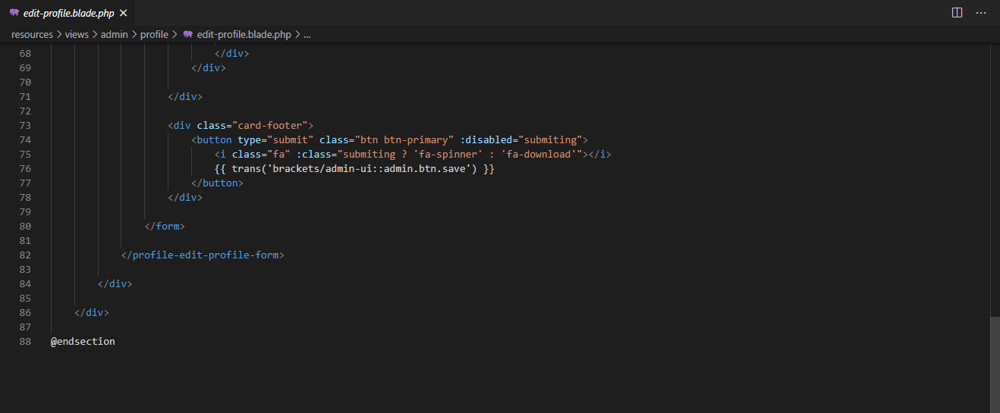 edit-profile.blade.php
resources > views > admin > profile > edit-profile.blade.php > ...
68 </div>
69 </div>
70
71 </div>
72
73 <div class="card-footer">
74 <button type="submit" class="btn btn-primary" :disabled="submiting">
75 <i class="fa" :class="submiting ? 'fa-spinner' : 'fa-download'"></i>
76 {{ trans('brackets/admin-ui::admin.btn.save') }}
77 </button>
78 </div>
79
80 </form>
81
82 </profile-edit-profile-form>
83
84 </div>
85
86 </div>
87
88 @endsection